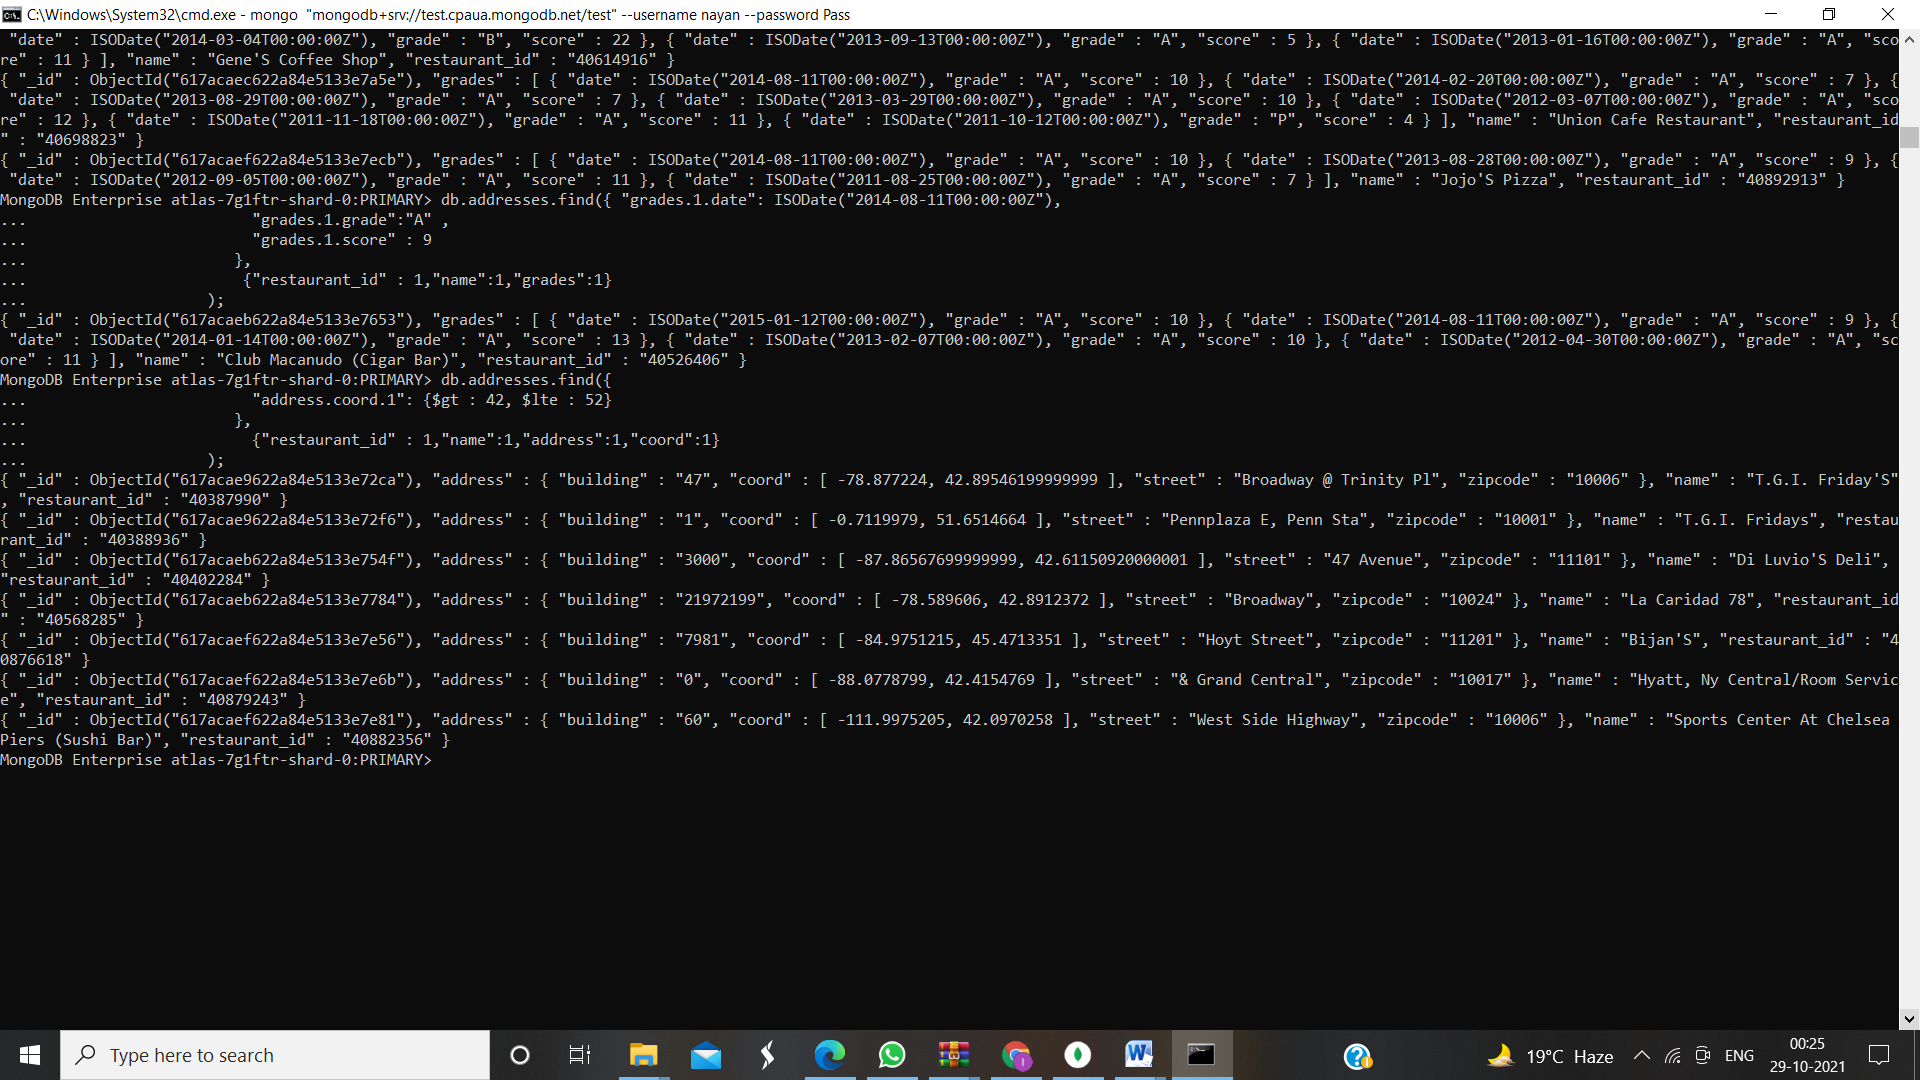 C:\Windows\System32\cmd.exe - mongo  "mongodb+srv://test.cpaua.mongodb.net/test" --username nayan --password Pass
 "date" : ISODate("2014-03-04T00:00:00Z"), "grade" : "B", "score" : 22 }, { "date" : ISODate("2013-09-13T00:00:00Z"), "grade" : "A", "score" : 5 }, { "date" : ISODate("2013-01-16T00:00:00Z"), "grade" : "A", "sco
re" : 11 } ], "name" : "Gene'S Coffee Shop", "restaurant_id" : "40614916" }
{ "_id" : ObjectId("617acaec622a84e5133e7a5e"), "grades" : [ { "date" : ISODate("2014-08-11T00:00:00Z"), "grade" : "A", "score" : 10 }, { "date" : ISODate("2014-02-20T00:00:00Z"), "grade" : "A", "score" : 7 }, {
 "date" : ISODate("2013-08-29T00:00:00Z"), "grade" : "A", "score" : 7 }, { "date" : ISODate("2013-03-29T00:00:00Z"), "grade" : "A", "score" : 10 }, { "date" : ISODate("2012-03-07T00:00:00Z"), "grade" : "A", "sco
re" : 12 }, { "date" : ISODate("2011-11-18T00:00:00Z"), "grade" : "A", "score" : 11 }, { "date" : ISODate("2011-10-12T00:00:00Z"), "grade" : "P", "score" : 4 } ], "name" : "Union Cafe Restaurant", "restaurant_id
" : "40698823" }
{ "_id" : ObjectId("617acaef622a84e5133e7ecb"), "grades" : [ { "date" : ISODate("2014-08-11T00:00:00Z"), "grade" : "A", "score" : 10 }, { "date" : ISODate("2013-08-28T00:00:00Z"), "grade" : "A", "score" : 9 }, {
 "date" : ISODate("2012-09-05T00:00:00Z"), "grade" : "A", "score" : 11 }, { "date" : ISODate("2011-08-25T00:00:00Z"), "grade" : "A", "score" : 7 } ], "name" : "Jojo'S Pizza", "restaurant_id" : "40892913" }
MongoDB Enterprise atlas-7g1ftr-shard-0:PRIMARY> db.addresses.find({ "grades.1.date": ISODate("2014-08-11T00:00:00Z"),
...                         "grades.1.grade":"A" ,
...                         "grades.1.score" : 9
...                       },
...                        {"restaurant_id" : 1,"name":1,"grades":1}
...                    );
{ "_id" : ObjectId("617acaeb622a84e5133e7653"), "grades" : [ { "date" : ISODate("2015-01-12T00:00:00Z"), "grade" : "A", "score" : 10 }, { "date" : ISODate("2014-08-11T00:00:00Z"), "grade" : "A", "score" : 9 }, {
 "date" : ISODate("2014-01-14T00:00:00Z"), "grade" : "A", "score" : 13 }, { "date" : ISODate("2013-02-07T00:00:00Z"), "grade" : "A", "score" : 10 }, { "date" : ISODate("2012-04-30T00:00:00Z"), "grade" : "A", "sc
ore" : 11 } ], "name" : "Club Macanudo (Cigar Bar)", "restaurant_id" : "40526406" }
MongoDB Enterprise atlas-7g1ftr-shard-0:PRIMARY> db.addresses.find({
...                         "address.coord.1": {$gt : 42, $lte : 52}
...                       },
...                         {"restaurant_id" : 1,"name":1,"address":1,"coord":1}
...                    );
{ "_id" : ObjectId("617acae9622a84e5133e72ca"), "address" : { "building" : "47", "coord" : [ -78.877224, 42.89546199999999 ], "street" : "Broadway @ Trinity Pl", "zipcode" : "10006" }, "name" : "T.G.I. Friday'S"
, "restaurant_id" : "40387990" }
{ "_id" : ObjectId("617acae9622a84e5133e72f6"), "address" : { "building" : "1", "coord" : [ -0.7119979, 51.6514664 ], "street" : "Pennplaza E, Penn Sta", "zipcode" : "10001" }, "name" : "T.G.I. Fridays", "restau
rant_id" : "40388936" }
{ "_id" : ObjectId("617acaeb622a84e5133e754f"), "address" : { "building" : "3000", "coord" : [ -87.86567699999999, 42.61150920000001 ], "street" : "47 Avenue", "zipcode" : "11101" }, "name" : "Di Luvio'S Deli", 
"restaurant_id" : "40402284" }
{ "_id" : ObjectId("617acaeb622a84e5133e7784"), "address" : { "building" : "21972199", "coord" : [ -78.589606, 42.8912372 ], "street" : "Broadway", "zipcode" : "10024" }, "name" : "La Caridad 78", "restaurant_id
" : "40568285" }
{ "_id" : ObjectId("617acaef622a84e5133e7e56"), "address" : { "building" : "7981", "coord" : [ -84.9751215, 45.4713351 ], "street" : "Hoyt Street", "zipcode" : "11201" }, "name" : "Bijan'S", "restaurant_id" : "4
0876618" }
{ "_id" : ObjectId("617acaef622a84e5133e7e6b"), "address" : { "building" : "0", "coord" : [ -88.0778799, 42.4154769 ], "street" : "& Grand Central", "zipcode" : "10017" }, "name" : "Hyatt, Ny Central/Room Servic
e", "restaurant_id" : "40879243" }
{ "_id" : ObjectId("617acaef622a84e5133e7e81"), "address" : { "building" : "60", "coord" : [ -111.9975205, 42.0970258 ], "street" : "West Side Highway", "zipcode" : "10006" }, "name" : "Sports Center At Chelsea 
Piers (Sushi Bar)", "restaurant_id" : "40882356" }
MongoDB Enterprise atlas-7g1ftr-shard-0:PRIMARY>
Type here to search
19°C Haze
ENG
00:25
29-10-2021